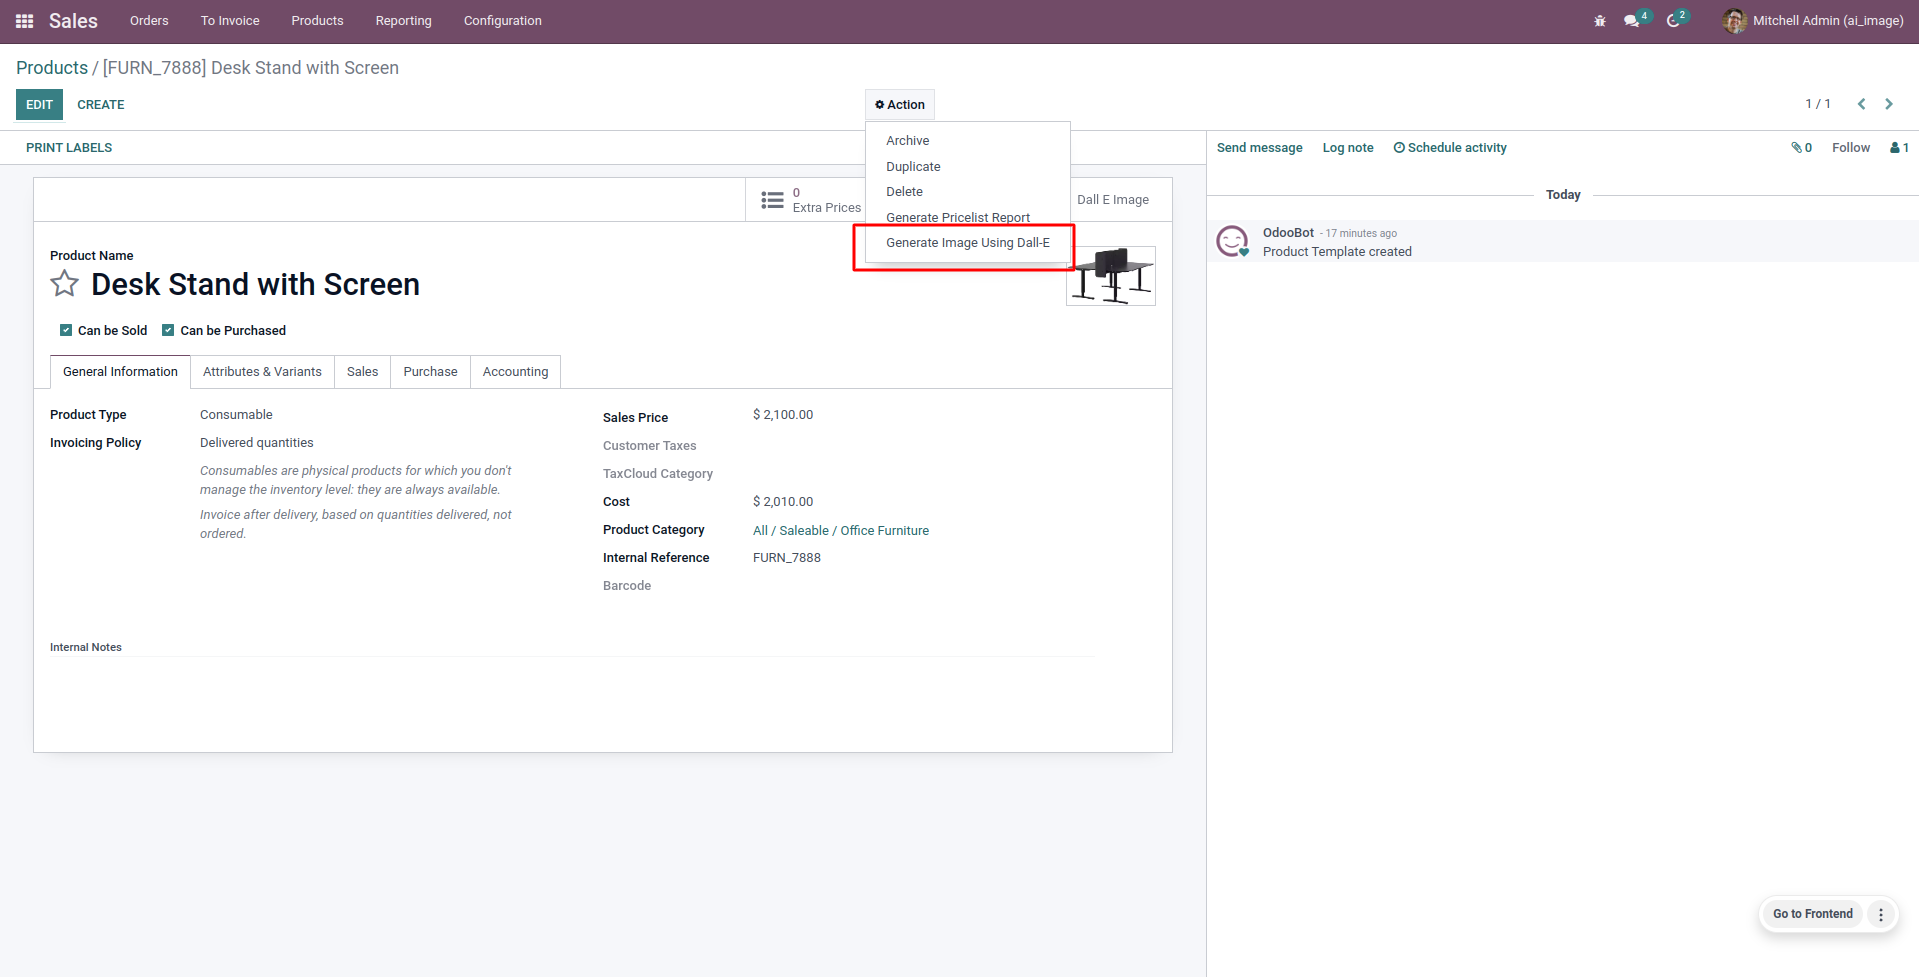 Sales Orders To Invoice Products Reporting Configuration 4 2 Mitchell Admin (ai_image)
Products / [FURN_7888] Desk Stand with Screen
EDIT CREATE Action 1 / 1
Archive
Duplicate
Delete
Generate Pricelist Report
Generate Image Using Dall-E
PRINT LABELS
Send message Log note Schedule activity 0 Follow 1
0
Extra Prices
Dall E Image
Today
OdooBot - 17 minutes ago
Product Template created
Product Name
Desk Stand with Screen
Can be Sold Can be Purchased
General Information Attributes & Variants Sales Purchase Accounting
Product Type Consumable
Invoicing Policy Delivered quantities
Consumables are physical products for which you don't
manage the inventory level: they are always available.
Invoice after delivery, based on quantities delivered, not
ordered.
Sales Price $ 2,100.00
Customer Taxes
TaxCloud Category
Cost $ 2,010.00
Product Category All / Saleable / Office Furniture
Internal Reference FURN_7888
Barcode
Internal Notes
Go to Frontend